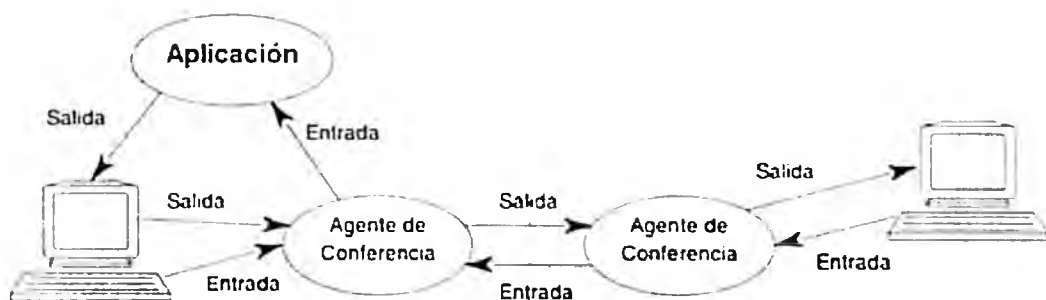 Aplicación
Salida
Entrada
Salida
Salida
Salida
Agente de
Conferencia
Agente de
Conferencia
Entrada
Entrada
Entrada